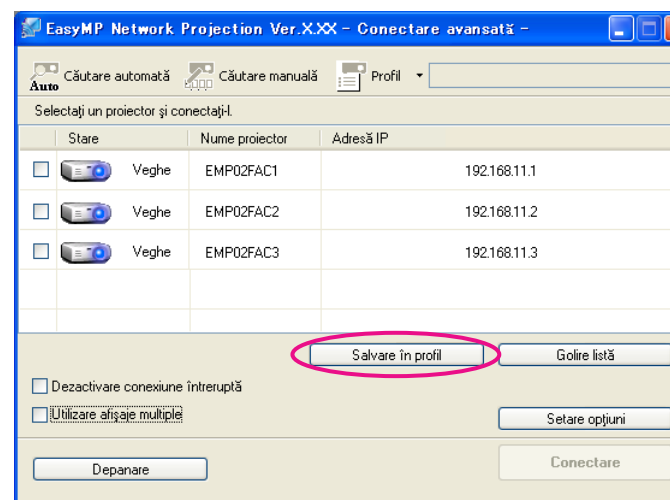 EasyMP Network Projection Ver.X.XX – Conectare avansată –
Auto Căutare automată Căutare manuală Profil
Selectaţi un proiector şi conectaţi-l.
Stare Nume proiector Adresă IP
Veghe EMP02FAC1 192.168.11.1
Veghe EMP02FAC2 192.168.11.2
Veghe EMP02FAC3 192.168.11.3
Salvare în profil Golire listă
Dezactivare conexiune întreruptă
Utilizare afişaje multiple
Setare opţiuni
Depanare Conectare